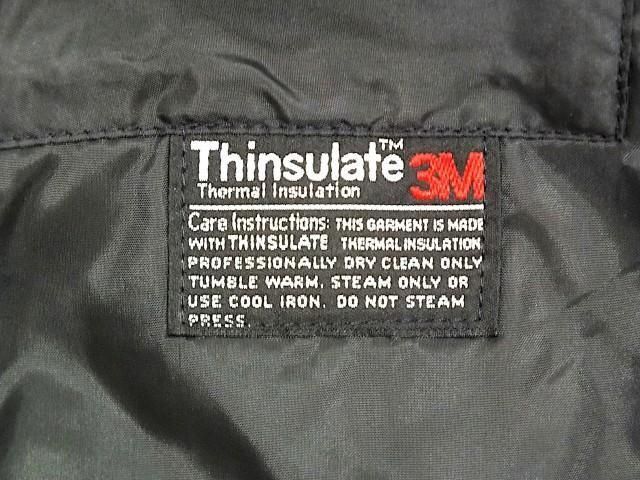 Thinsulate™ 3M
Thermal Insulation
Care Instructions: THIS GARMENT IS MADE
WITH THINSULATE THERMAL INSULATION
PROFESSIONALLY DRY CLEAN ONLY
TUMBLE WARM, STEAM ONLY OR
USE COOL IRON. DO NOT STEAM
PRESS.